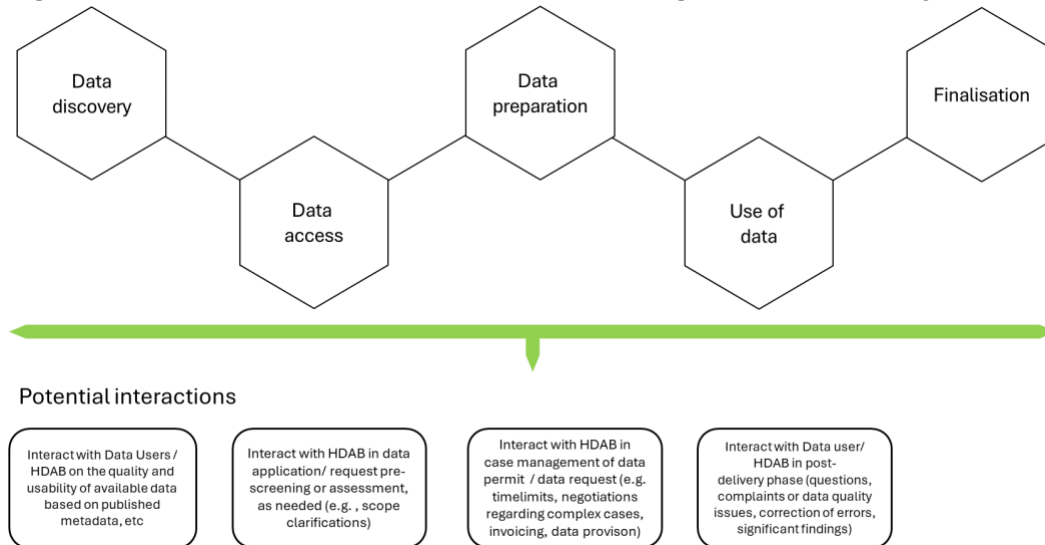 Data
discovery
Data
preparation
Finalisation
Data
access
Use of
data
Potential interactions
Interact with Data Users /
HDAB on the quality and
usability of available data
based on published
metadata, etc
Interact with HDAB in data
application/ request pre-
screening or assessment,
as needed (e.g. , scope
clarifications)
Interact with HDAB in
case management of data
permit / data request (e.g.
timelimits, negotiations
regarding complex cases,
invoicing, data provison)
Interact with Data user/
HDAB in post-
delivery phase (questions,
complaints or data quality
issues, correction of errors,
significant findings)